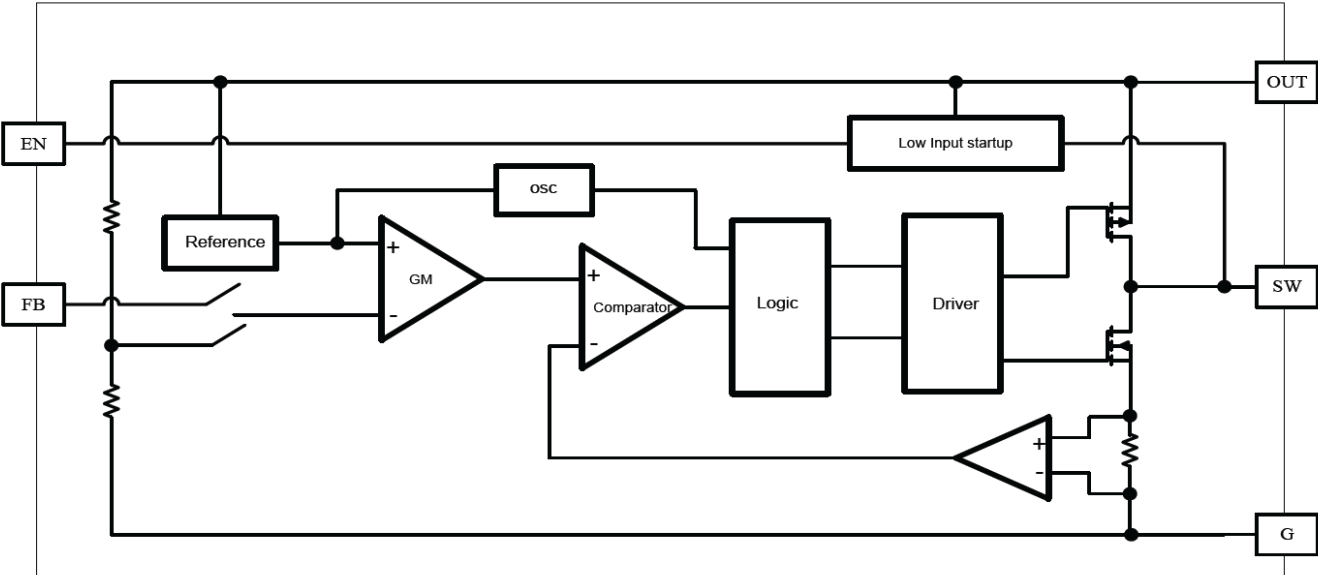 OUT
EN
Low Input startup
osc
Reference
+
GM
-
FB
+
Comparator
-
Logic
Driver
SW
+
-
G